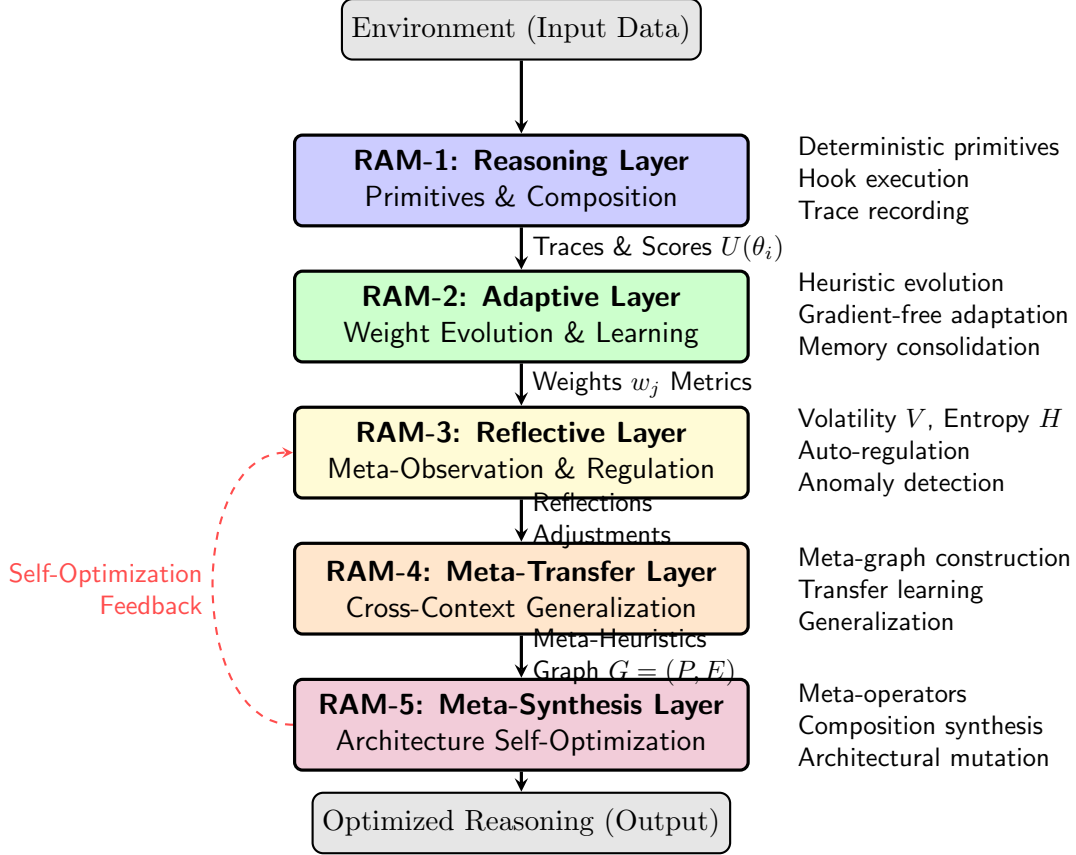 Environment (Input Data)
RAM-1: Reasoning Layer
Primitives & Composition
Deterministic primitives
Hook execution
Trace recording
Traces & Scores U(θ_i)
RAM-2: Adaptive Layer
Weight Evolution & Learning
Heuristic evolution
Gradient-free adaptation
Memory consolidation
Weights w_j Metrics
RAM-3: Reflective Layer
Meta-Observation & Regulation
Volatility V, Entropy H
Auto-regulation
Anomaly detection
Reflections
Adjustments
RAM-4: Meta-Transfer Layer
Cross-Context Generalization
Meta-graph construction
Transfer learning
Generalization
Self-Optimization
Feedback
Meta-Heuristics
Graph G = (P, E)
RAM-5: Meta-Synthesis Layer
Architecture Self-Optimization
Meta-operators
Composition synthesis
Architectural mutation
Optimized Reasoning (Output)